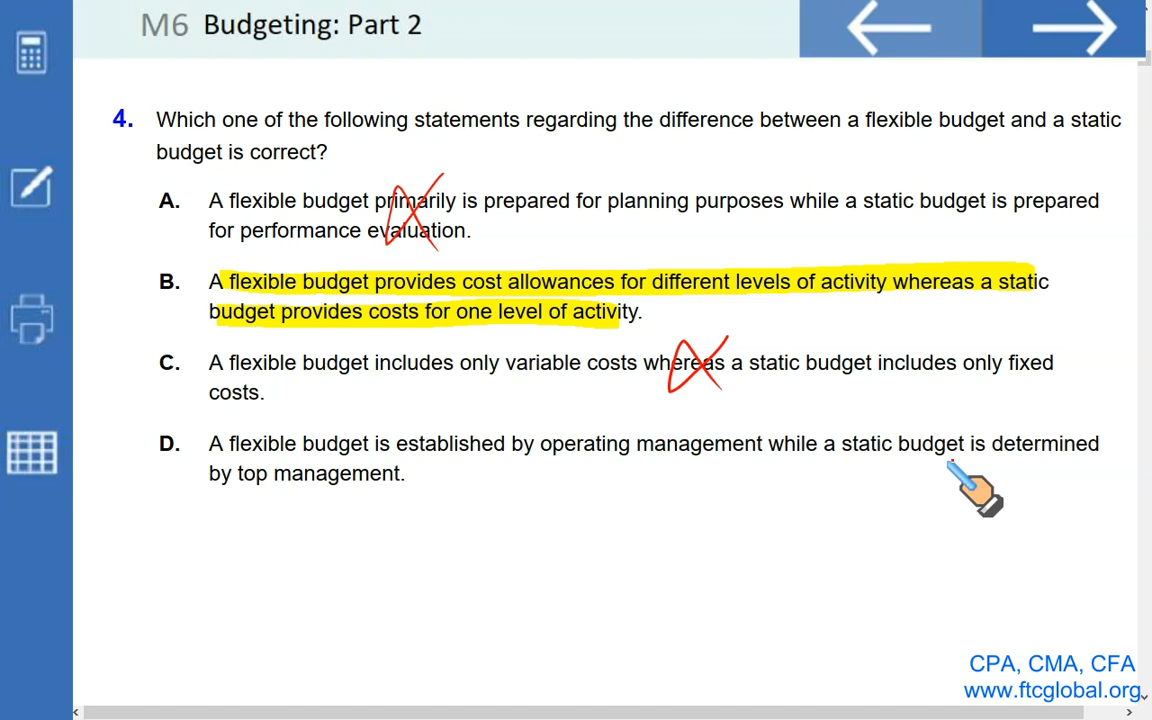 M6 Budgeting: Part 2
4. Which one of the following statements regarding the difference between a flexible budget and a static
budget is correct?
A. A flexible budget primarily is prepared for planning purposes while a static budget is prepared
for performance evaluation.
B. A flexible budget provides cost allowances for different levels of activity whereas a static
budget provides costs for one level of activity.
C. A flexible budget includes only variable costs whereas a static budget includes only fixed
costs.
D. A flexible budget is established by operating management while a static budget is determined
by top management.
CPA, CMA, CFA
www.ftcglobal.org